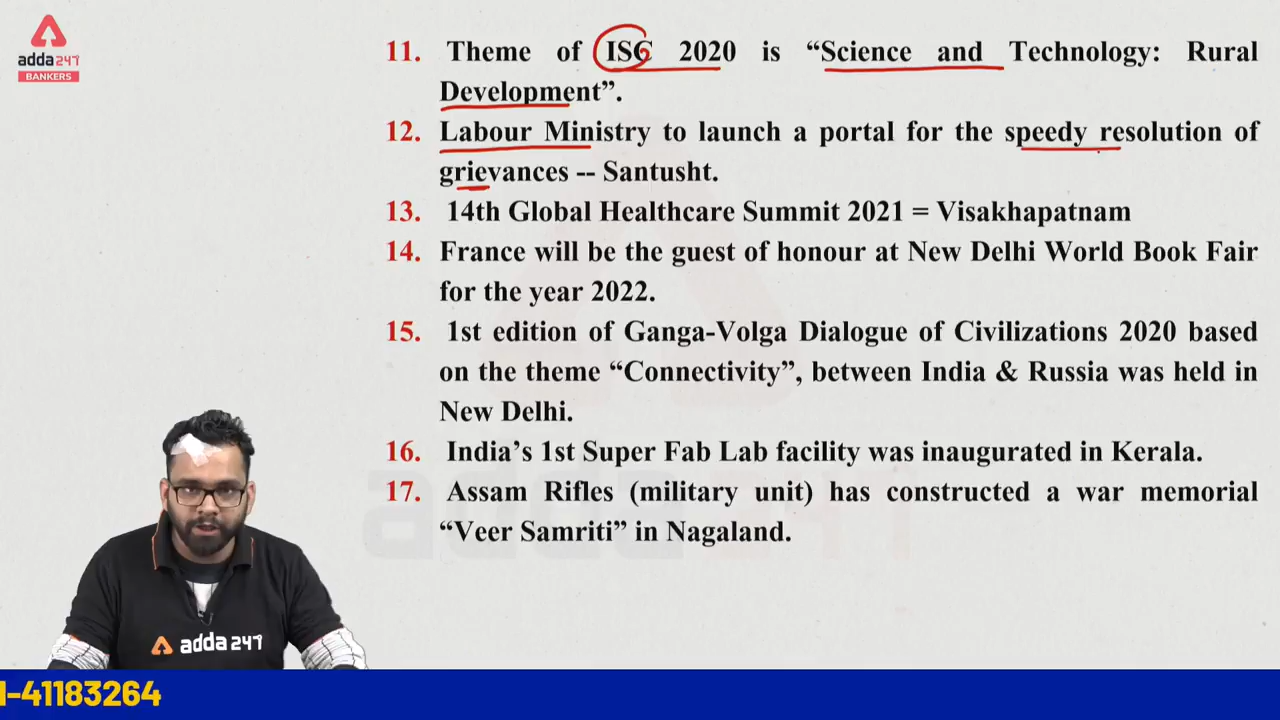 adda247
BANKERS
11. Theme of ISC 2020 is “Science and Technology: Rural
Development”.
12. Labour Ministry to launch a portal for the speedy resolution of
grievances -- Santusht.
13. 14th Global Healthcare Summit 2021 = Visakhapatnam
14. France will be the guest of honour at New Delhi World Book Fair
for the year 2022.
15. 1st edition of Ganga-Volga Dialogue of Civilizations 2020 based
on the theme “Connectivity”, between India & Russia was held in
New Delhi.
16. India’s 1st Super Fab Lab facility was inaugurated in Kerala.
17. Assam Rifles (military unit) has constructed a war memorial
“Veer Samriti” in Nagaland.
adda247
adda247
-41183264